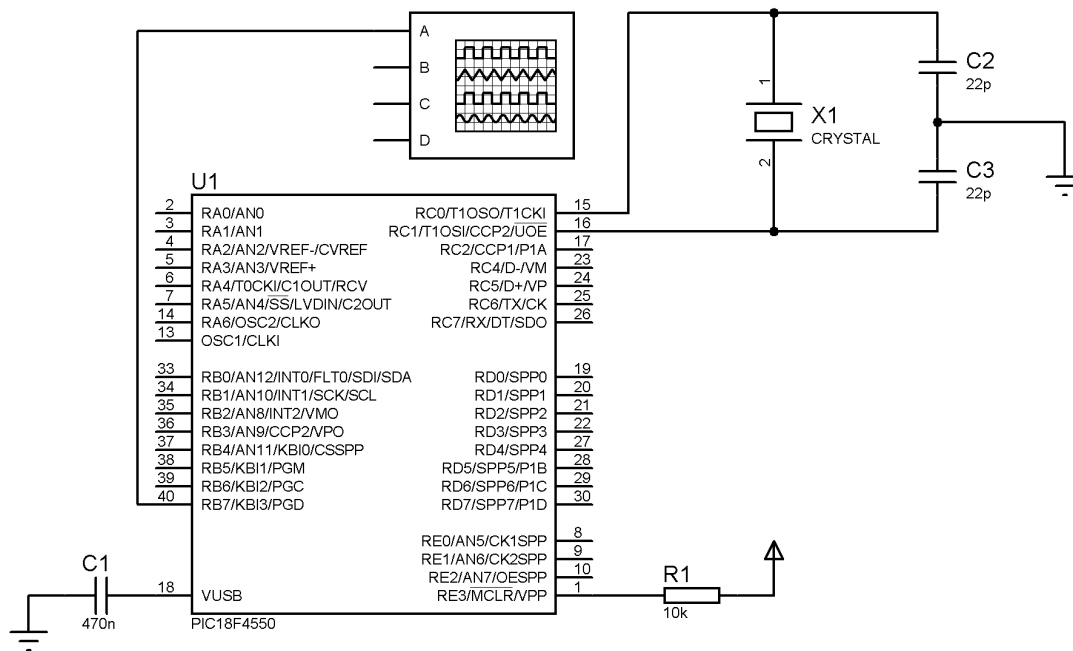 A
B
C
D
1
X1
CRYSTAL
2
C2
22p
C3
22p
U1
2 RA0/AN0 RC0/T1OSO/T1CKI 15
3 RA1/AN1 RC1/T1OSI/CCP2/UOE 16
4 RA2/AN2/VREF-/CVREF RC2/CCP1/P1A 17
5 RA3/AN3/VREF+ RC4/D-/VM 23
6 RA4/T0CKI/C1OUT/RCV RC5/D+/VP 24
7 RA5/AN4/SS/LVDIN/C2OUT RC6/TX/CK 25
14 RA6/OSC2/CLKO RC7/RX/DT/SDO 26
13 OSC1/CLKI
33 RB0/AN12/INT0/FLT0/SDI/SDA RD0/SPP0 19
34 RB1/AN10/INT1/SCK/SCL RD1/SPP1 20
35 RB2/AN8/INT2/VMO RD2/SPP2 21
36 RB3/AN9/CCP2/VPO RD3/SPP3 22
37 RB4/AN11/KBI0/CSSPP RD4/SPP4 27
38 RB5/KBI1/PGM RD5/SPP5/P1B 28
39 RB6/KBI2/PGC RD6/SPP6/P1C 29
40 RB7/KBI3/PGD RD7/SPP7/P1D 30
RE0/AN5/CK1SPP 8
RE1/AN6/CK2SPP 9
RE2/AN7/OESPP 10
18 VUSB RE3/MCLR/VPP 1
PIC18F4550
C1
470n
R1
10k